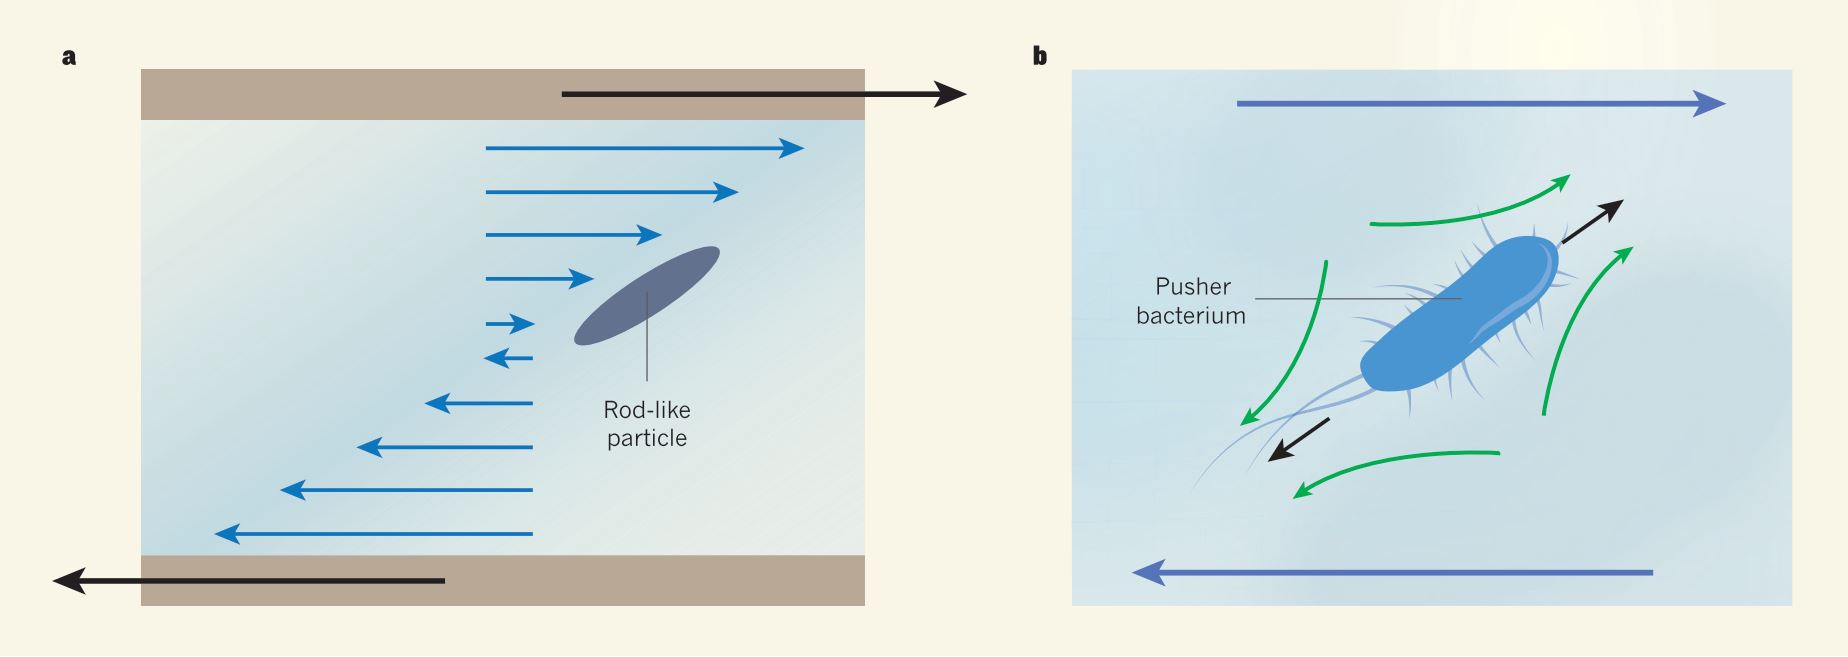 a
b
Rod-like
particle
Pusher
bacterium